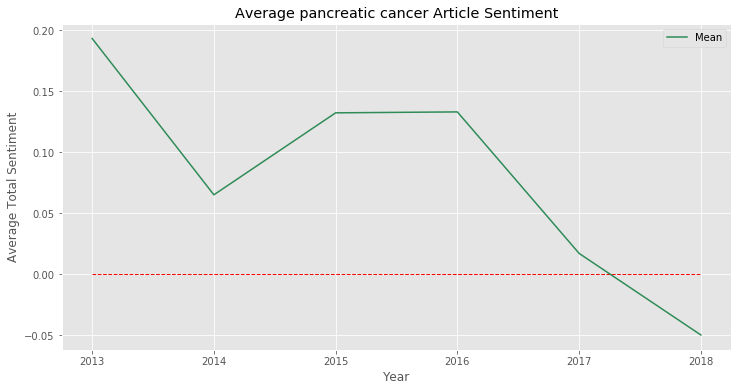 Average pancreatic cancer Article Sentiment
Mean
Average Total Sentiment
0.20
0.15
0.10
0.05
0.00
−0.05
2013 2014 2015 2016 2017 2018
Year